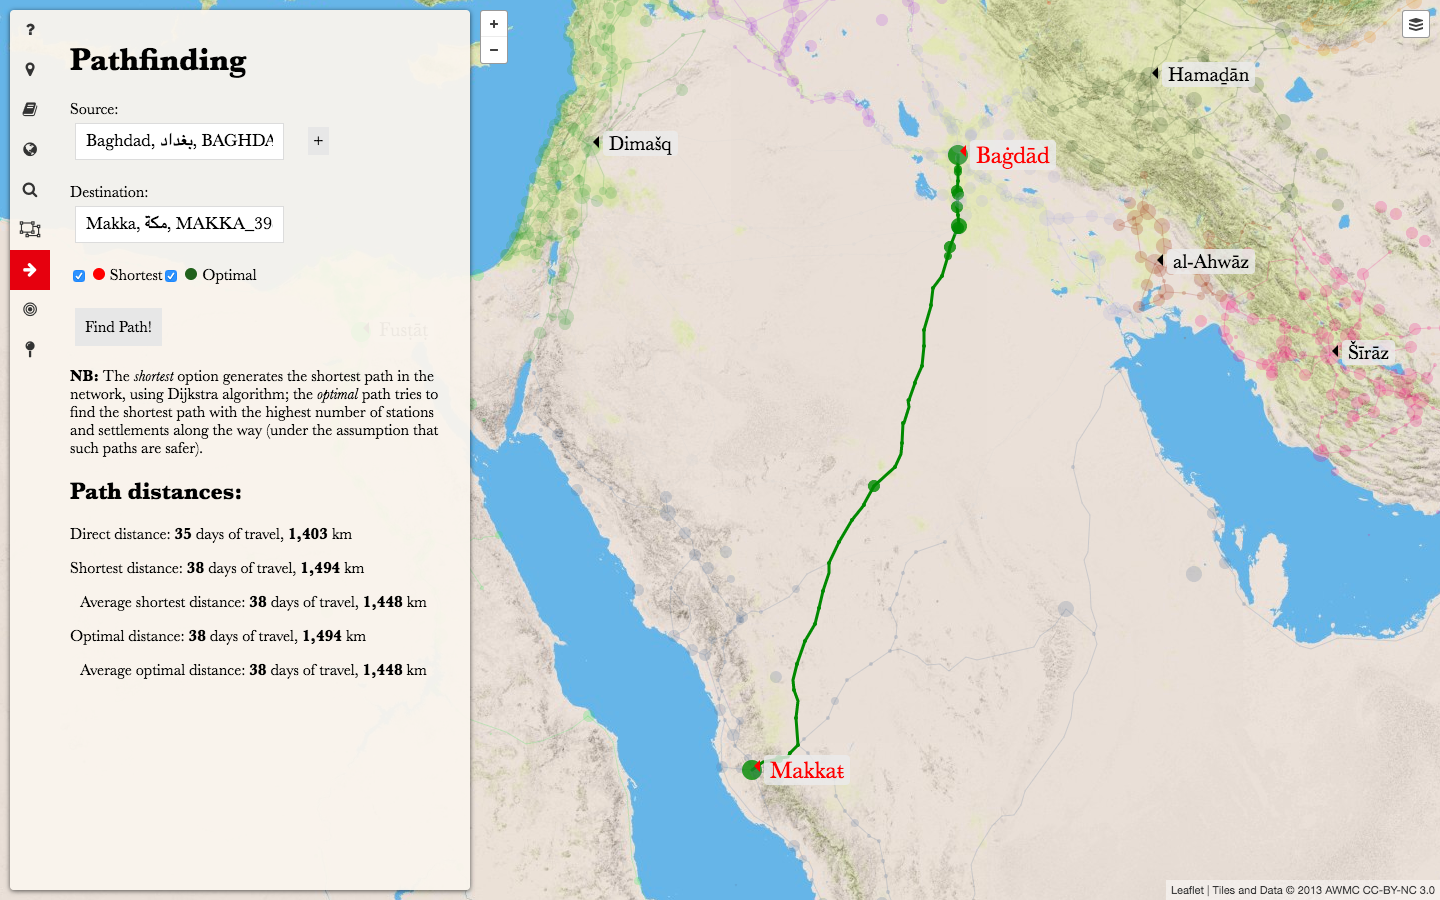 Pathfinding
Source:
Baghdad, بغداد, BAGHDA
+
Destination:
Makka, مكة, MAKKA_39
Shortest
Optimal
Find Path!
NB: The shortest option generates the shortest path in the
network, using Dijkstra algorithm; the optimal path tries to
find the shortest path with the highest number of stations
and settlements along the way (under the assumption that
such paths are safer).
Path distances:
Direct distance: 35 days of travel, 1,403 km
Shortest distance: 38 days of travel, 1,494 km
Average shortest distance: 38 days of travel, 1,448 km
Optimal distance: 38 days of travel, 1,494 km
Average optimal distance: 38 days of travel, 1,448 km
?
+
−
Hamaḏān
Dimašq
Baġdād
al-Ahwāz
Fusṭāṭ
Šīrāz
Makkaŧ
Leaflet | Tiles and Data © 2013 AWMC CC-BY-NC 3.0